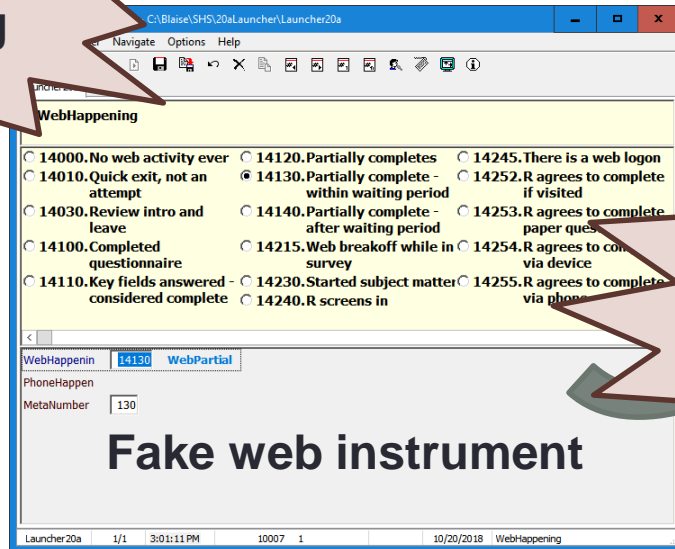 C:\Blaise\SHS\20aLauncher\Launcher20a
Navigate Options Help
WebHappening
14000. No web activity ever
14010. Quick exit, not an
attempt
14030. Review intro and
leave
14100. Completed
questionnaire
14110. Key fields answered -
considered complete
14120. Partially completes
14130. Partially complete -
within waiting period
14140. Partially complete -
after waiting period
14215. Web breakoff while in
survey
14230. Started subject matter
14240. R screens in
14245. There is a web logon
14252. R agrees to complete
if visited
14253. R agrees to complete
paper
14254. R agrees to
via device
14255. R agrees to complete
via phone
WebHappenin 14130 WebPartial
PhoneHappen
MetaNumber 130
Fake web instrument
Launcher20a 1/1 3:01:11 PM 10007 1 10/20/2018 WebHappening